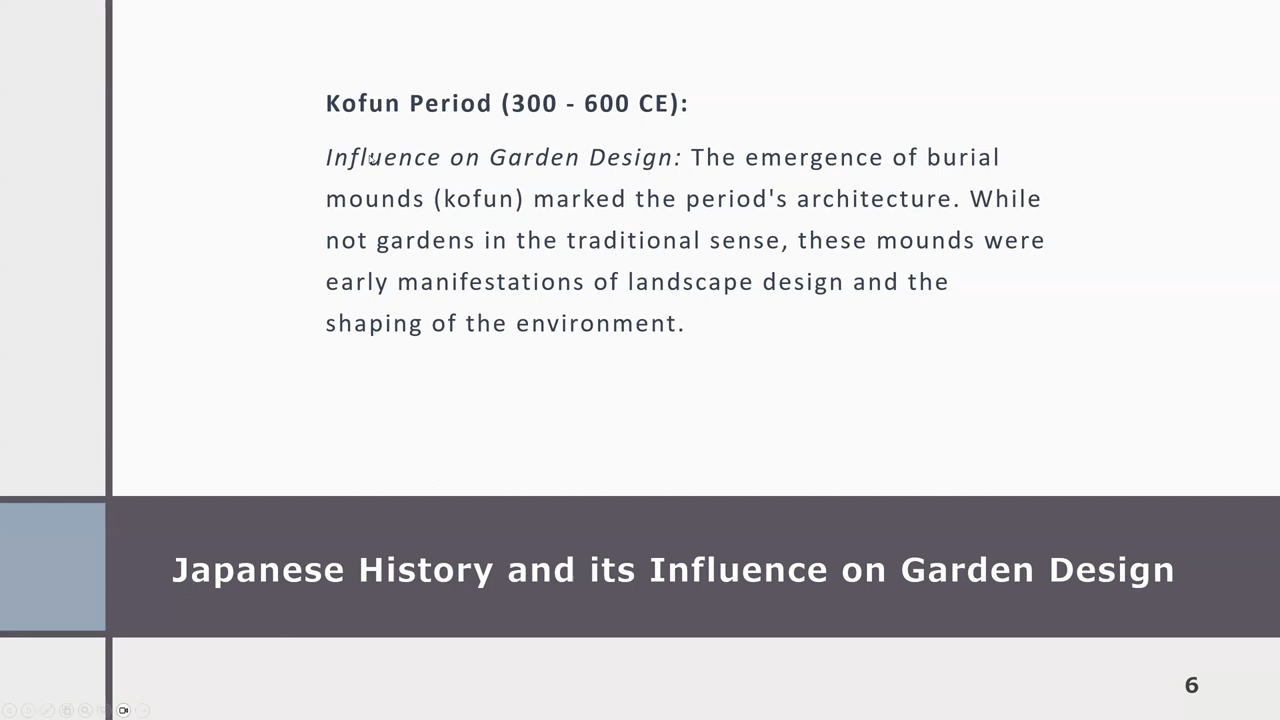 Kofun Period (300 - 600 CE):
Influence on Garden Design: The emergence of burial
mounds (kofun) marked the period's architecture. While
not gardens in the traditional sense, these mounds were
early manifestations of landscape design and the
shaping of the environment.
Japanese History and its Influence on Garden Design
6